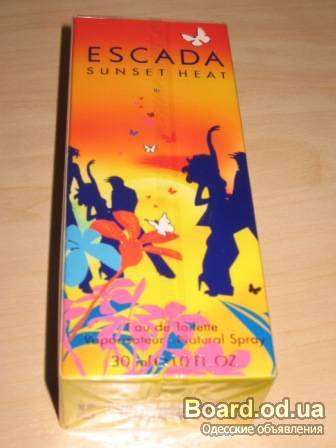 ESCADA
SUNSET HEAT
Eau de Toilette
Vaporisateur · Natural Spray
30 ml ℮ 1.0 FL.OZ.
Board.od.ua
Одесские объявления